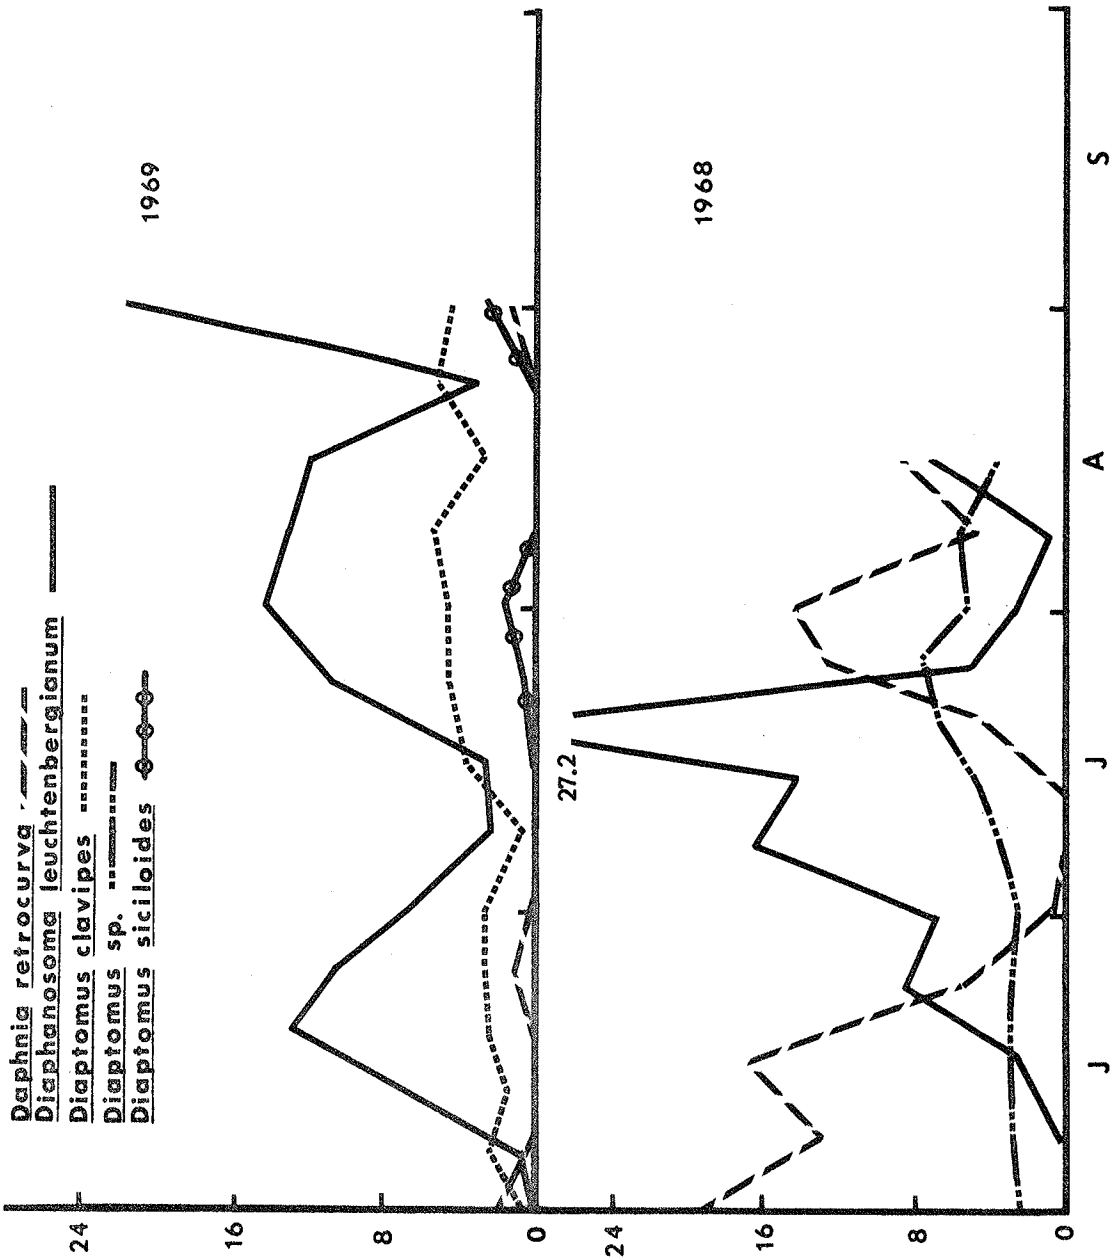 Daphnia retrocurva
Diaphanosoma leuchtenbergianum
Diaptomus clavipes
Diaptomus sp.
Diaptomus siciloides
1969
24
16
8
0
27.2
1968
24
16
8
0
J
J
A
S